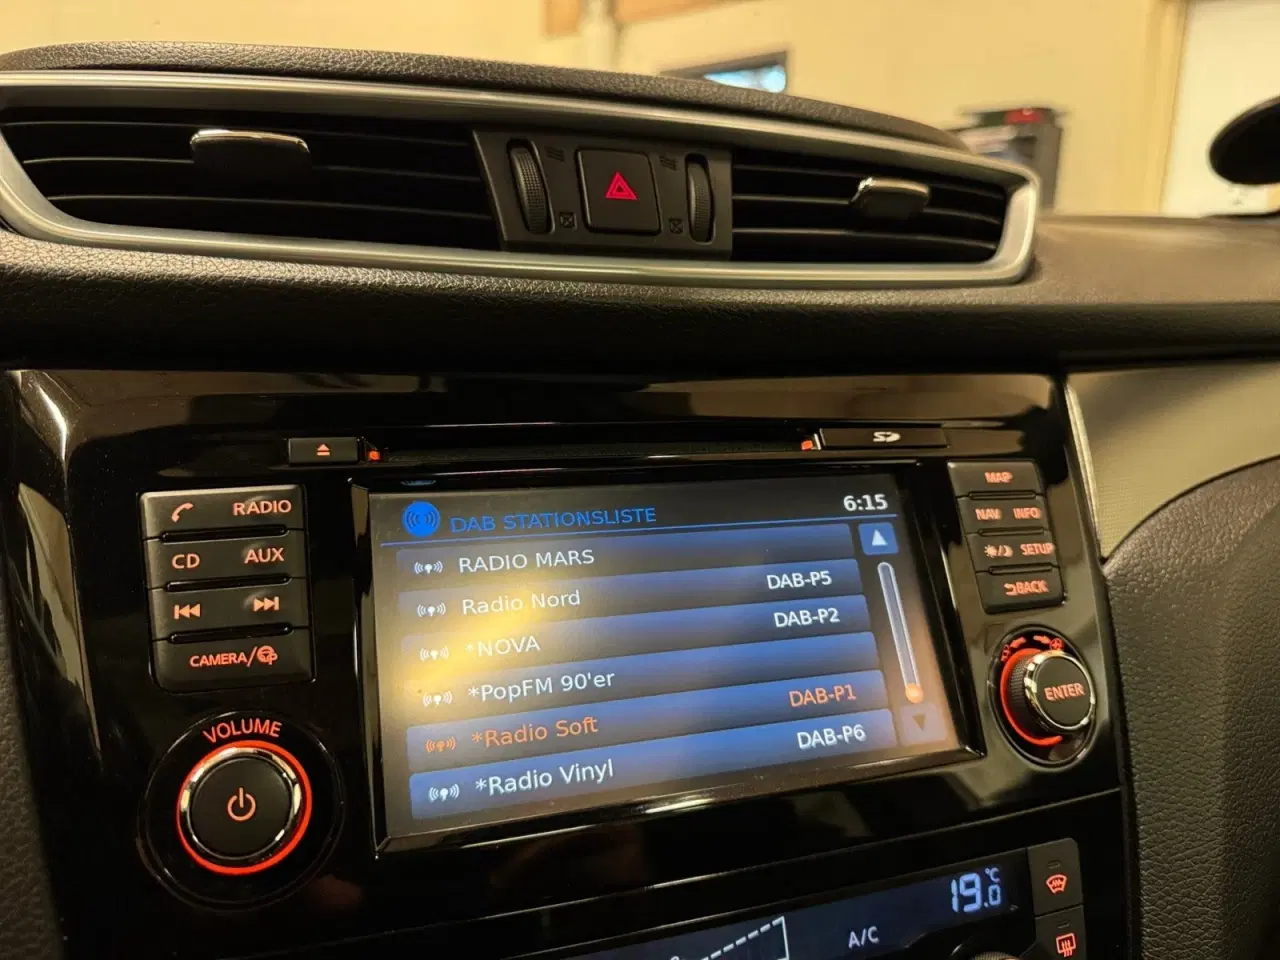 SD
RADIO
CD AUX
CAMERA/
VOLUME
DAB STATIONSLISTE 6:15
RADIO MARS
Radio Nord DAB-P5
*NOVA DAB-P2
*PopFM 90'er
*Radio Soft DAB-P1
*Radio Vinyl DAB-P6
MAP
NAV INFO
SETUP
BACK
ENTER
19.0°C
A/C